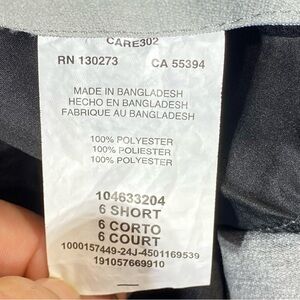 CARE302
RN 130273 CA 55394
MADE IN BANGLADESH
HECHO EN BANGLADESH
FABRIQUE AU BANGLADESH
100% POLYESTER
100% POLYESTER
100% POLYESTER
104633204
6 SHORT
6 CORTO
6 COURT
1000157449-24J-4501169539
191057669910